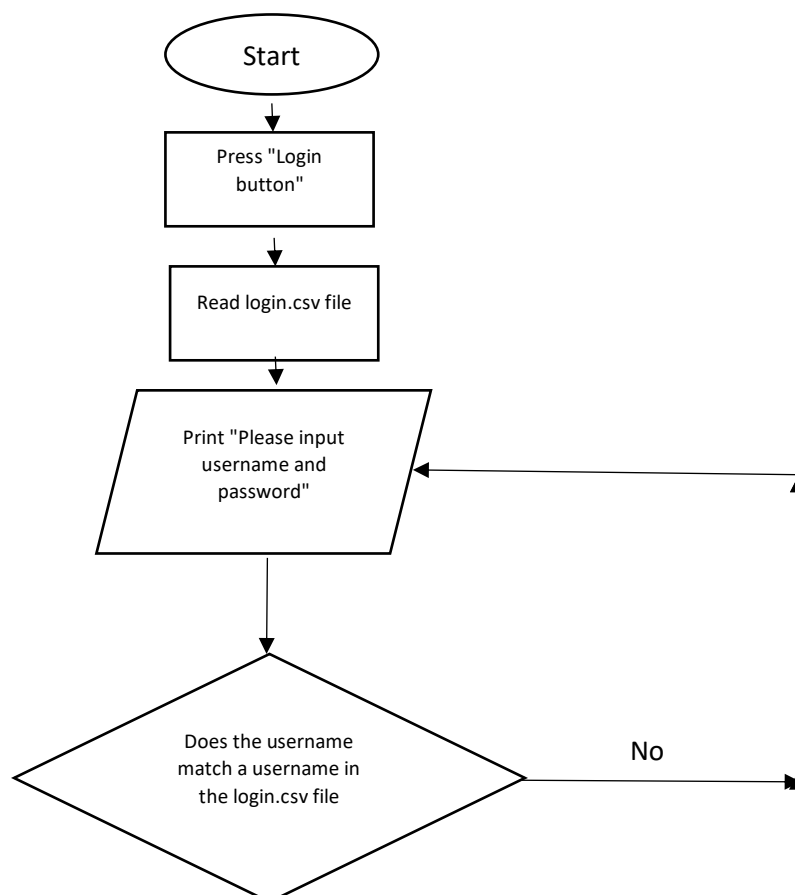 Start
Press "Login
button"
Read login.csv file
Print "Please input
username and
password"
Does the username
match a username in
the login.csv file
No